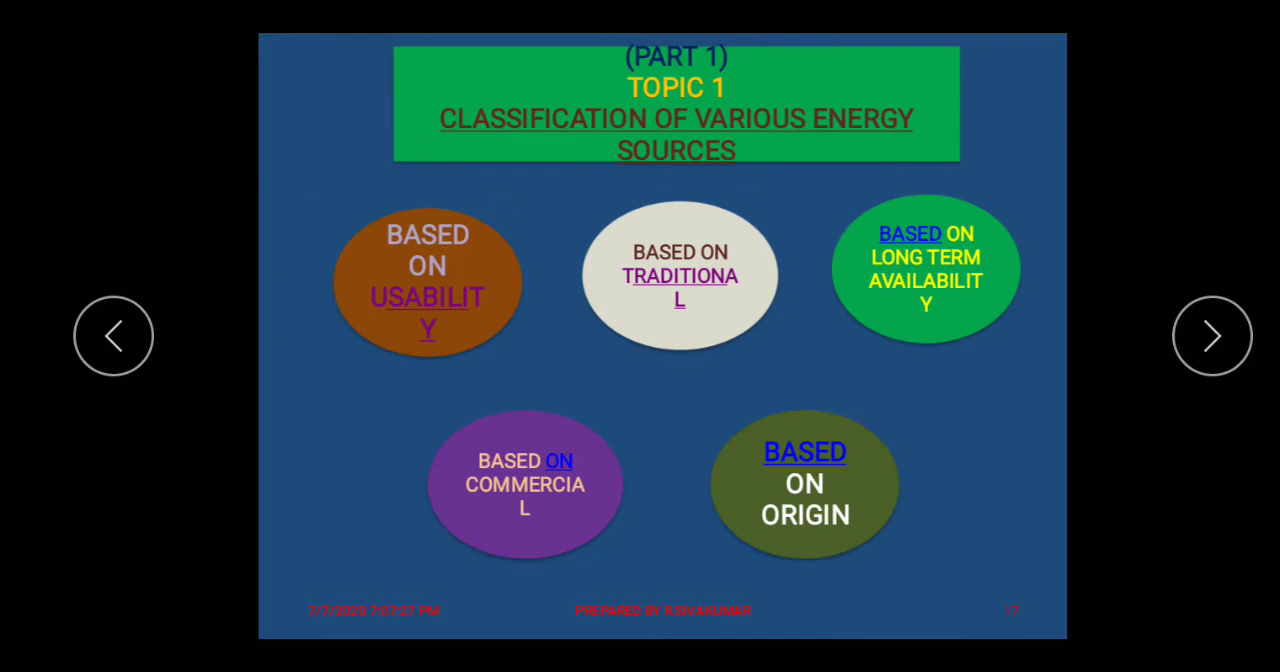 (PART 1)
TOPIC 1
CLASSIFICATION OF VARIOUS ENERGY
SOURCES
BASED
ON
USABILIT
Y
BASED ON
TRADITIONA
L
BASED ON
LONG TERM
AVAILABILIT
Y
BASED ON
COMMERCIA
L
BASED
ON
ORIGIN
7/7/2020 7:07:27 PM
PREPARED BY R.SIVAKUMAR
17